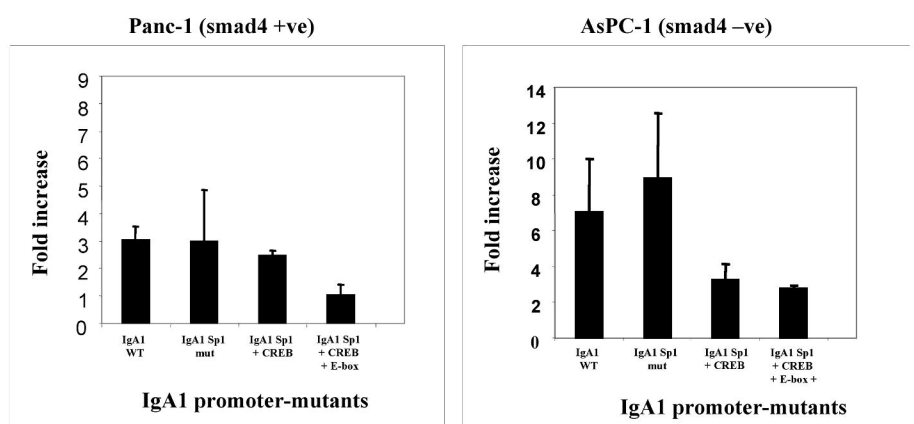 Panc-1 (smad4 +ve)
9
8
7
6
5
4
3
2
1
0
Fold increase
IgA1
WT
IgA1 Sp1
mut
IgA1 Sp1
+ CREB
IgA1 Sp1
+ CREB
+ E-box
IgA1 promoter-mutants
AsPC-1 (smad4 –ve)
14
12
10
8
6
4
2
0
Fold increase
IgA1
WT
IgA1 Sp1
mut
IgA1 Sp1
+ CREB
IgA1 Sp1
+ CREB
+ E-box +
IgA1 promoter-mutants